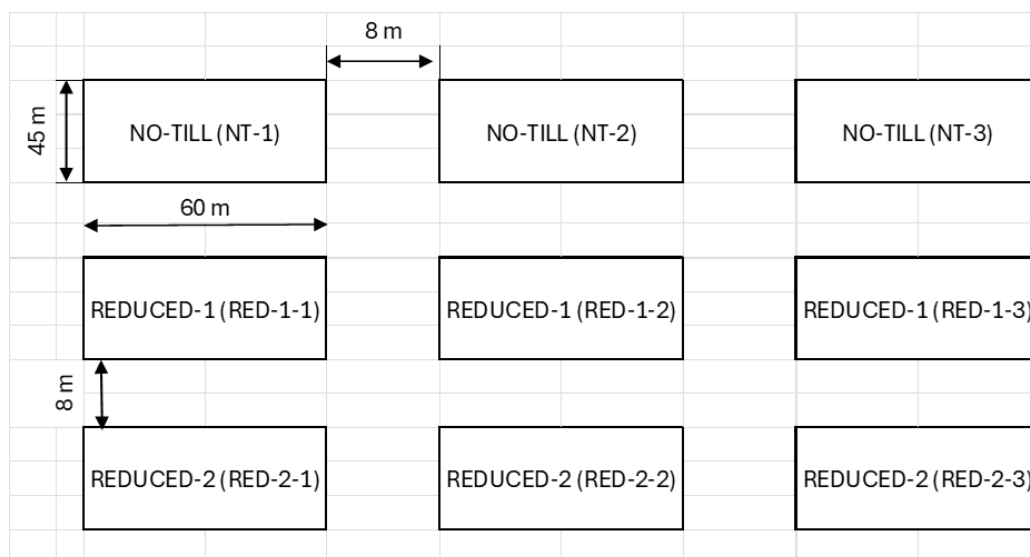 8 m
45 m
NO-TILL (NT-1)
NO-TILL (NT-2)
NO-TILL (NT-3)
60 m
REDUCED-1 (RED-1-1)
REDUCED-1 (RED-1-2)
REDUCED-1 (RED-1-3)
8 m
REDUCED-2 (RED-2-1)
REDUCED-2 (RED-2-2)
REDUCED-2 (RED-2-3)